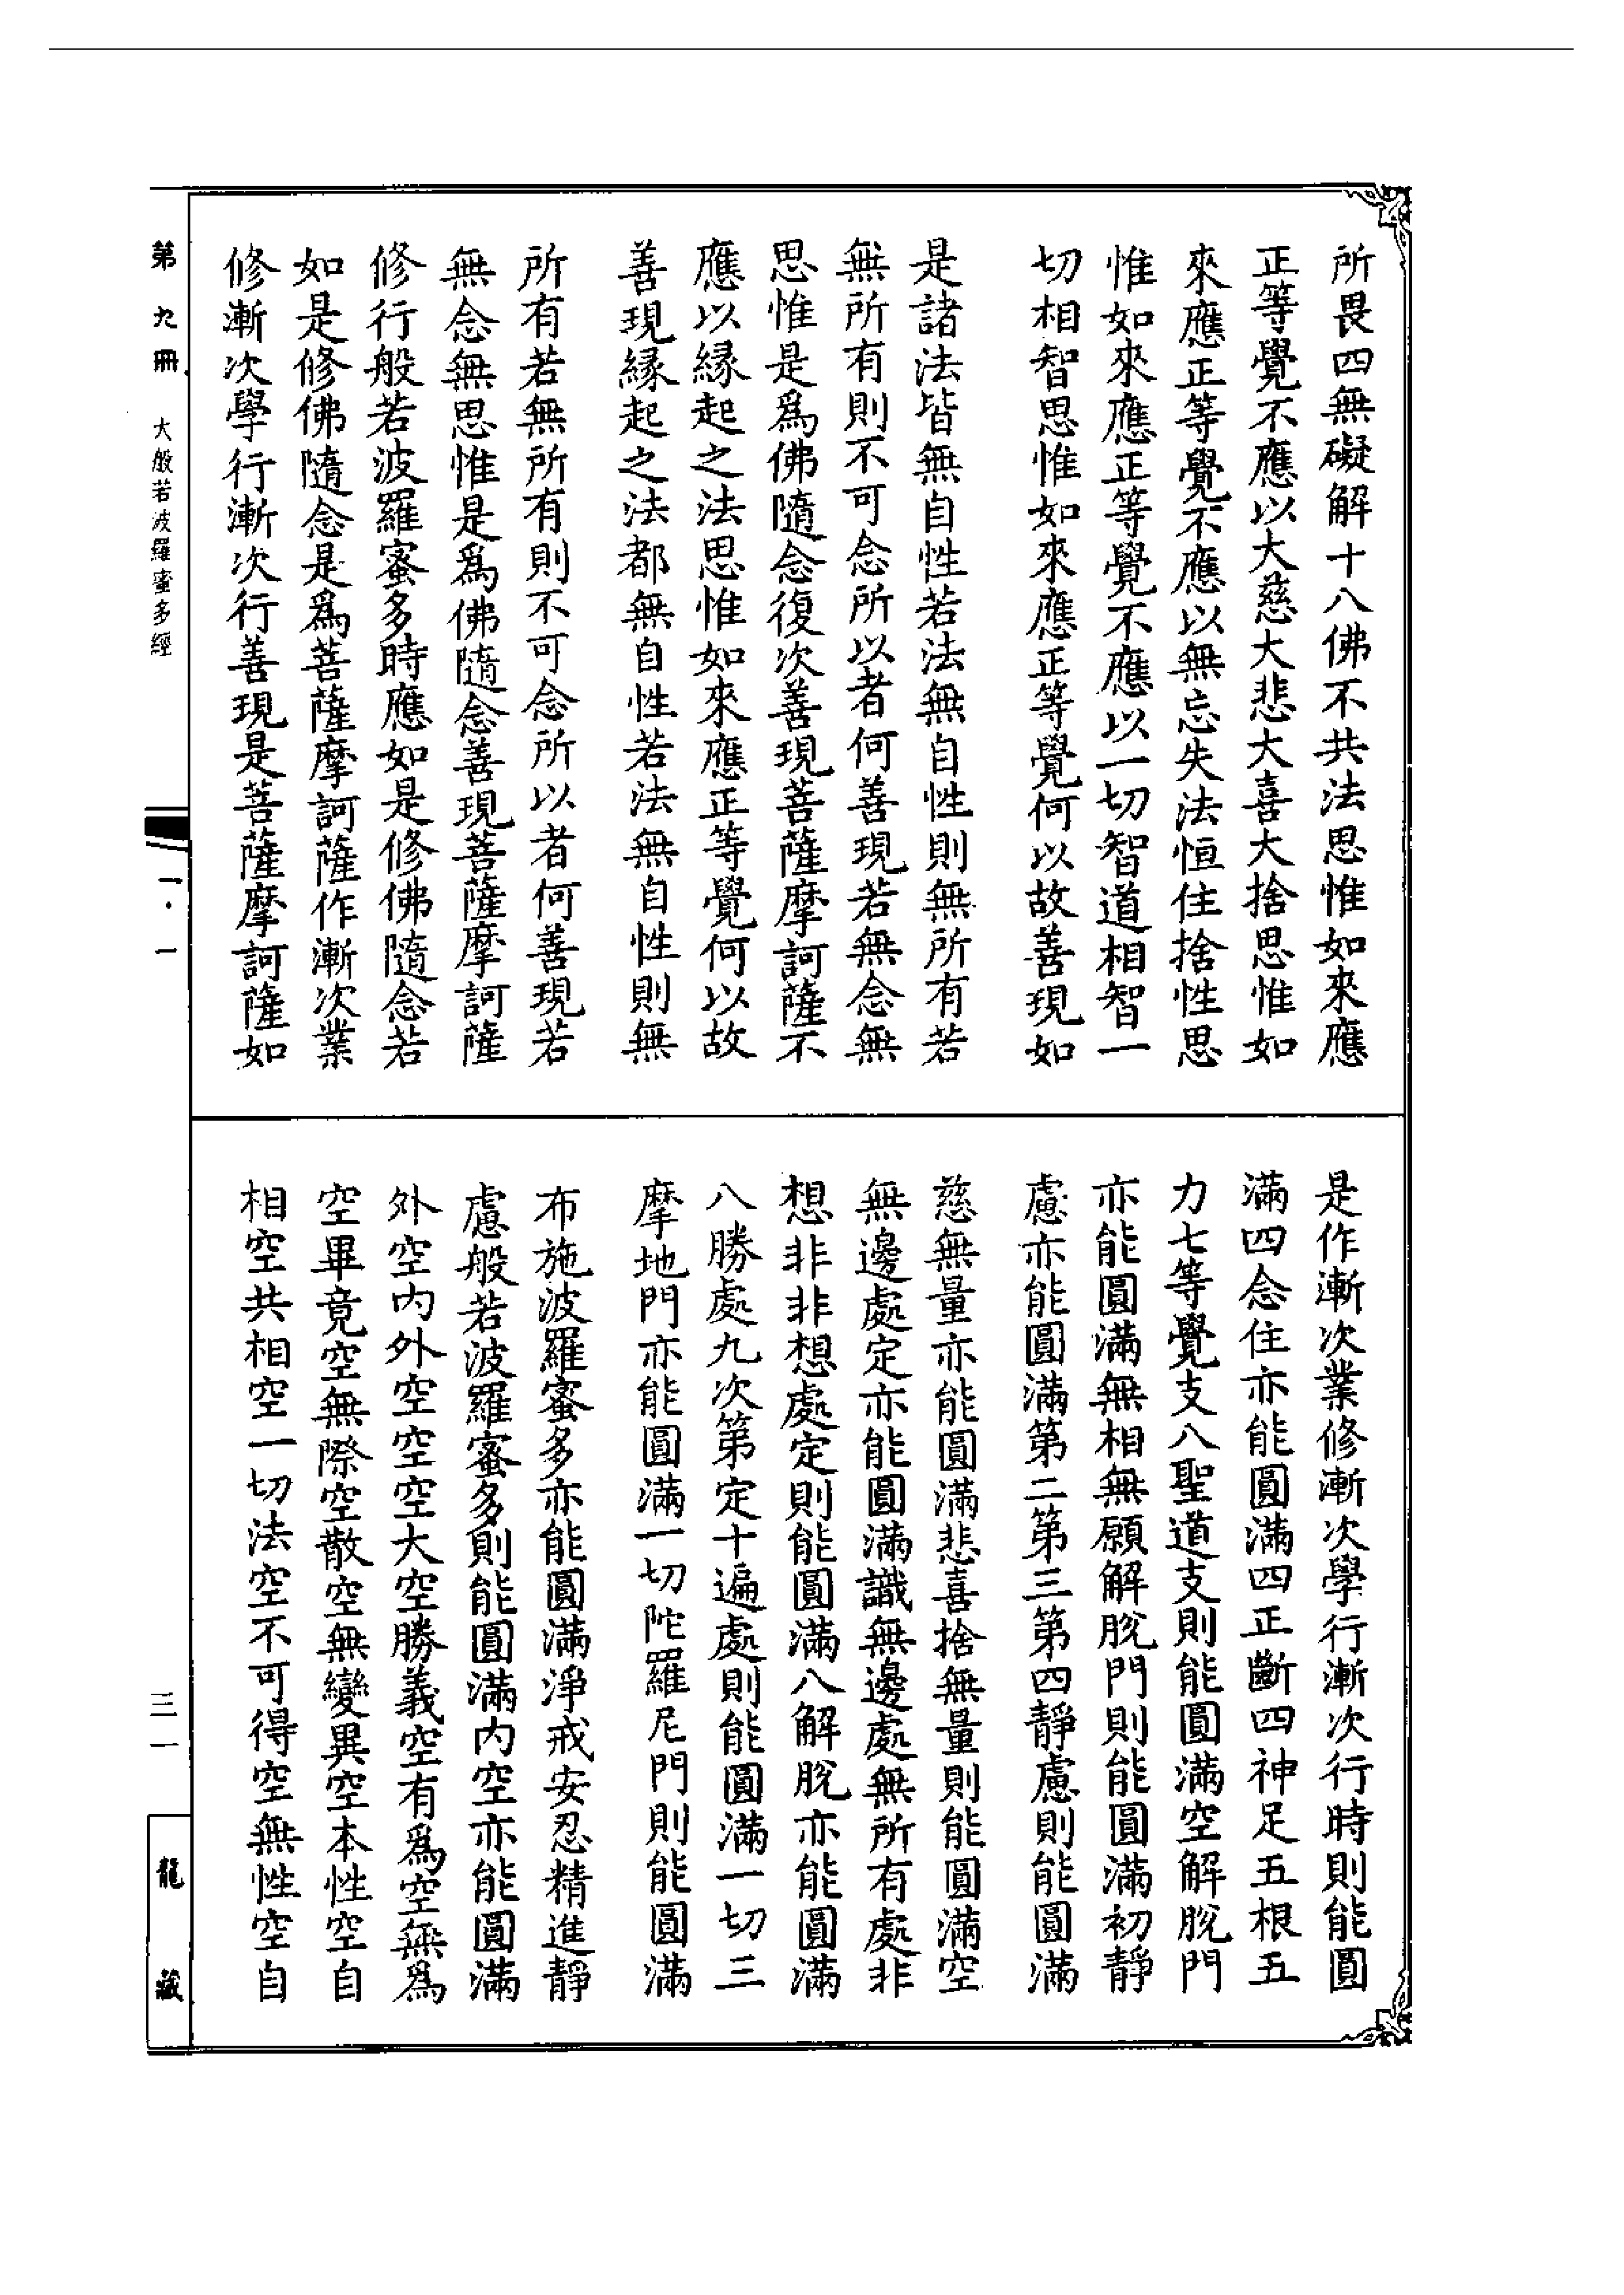 所畏四無礙解十八佛不共法思惟如來應
正等覺不應以大慈大悲大喜大捨思惟如
來應正等覺不應以無忘失法恒住捨性思
惟如來應正等覺不應以一切智道相智一
切相智思惟如來應正等覺何以故善現如
是諸法皆無自性若法無自性則無所有若
無所有則不可念所以者何善現若無念無
思惟是爲佛隨念復次善現菩薩摩訶薩不
應以緣起之法思惟如來應正等覺何以故
善現緣起之法都無自性若法無自性則無
所有若無所有則不可念所以者何善現若
無念無思惟是爲佛隨念善現菩薩摩訶薩
修行般若波羅蜜多時應如是修佛隨念若
如是修佛隨念是爲菩薩摩訶薩作漸次業
修漸次學行漸次行善現是菩薩摩訶薩如
是作漸次業修漸次學行漸次行時則能圓
滿四念住亦能圓滿四正斷四神足五根五
力七等覺支八聖道支則能圓滿空解脫門
亦能圓滿無相無願解脫門則能圓滿初靜
慮亦能圓滿第二第三第四靜慮則能圓滿
慈無量亦能圓滿悲喜捨無量則能圓滿空
無邊處定亦能圓滿識無邊處無所有處非
想非非想處定則能圓滿八解脫亦能圓滿
八勝處九次第定十遍處則能圓滿一切三
摩地門亦能圓滿一切陀羅尼門則能圓滿
布施波羅蜜多亦能圓滿淨戒安忍精進靜
慮般若波羅蜜多則能圓滿內空亦能圓滿
外空內外空空空大空勝義空有爲空無爲
空畢竟空無際空散空無變異空本性空自
相空共相空一切法空不可得空無性空自
第九冊 大般若波羅蜜多經
一·一
三一
龍藏